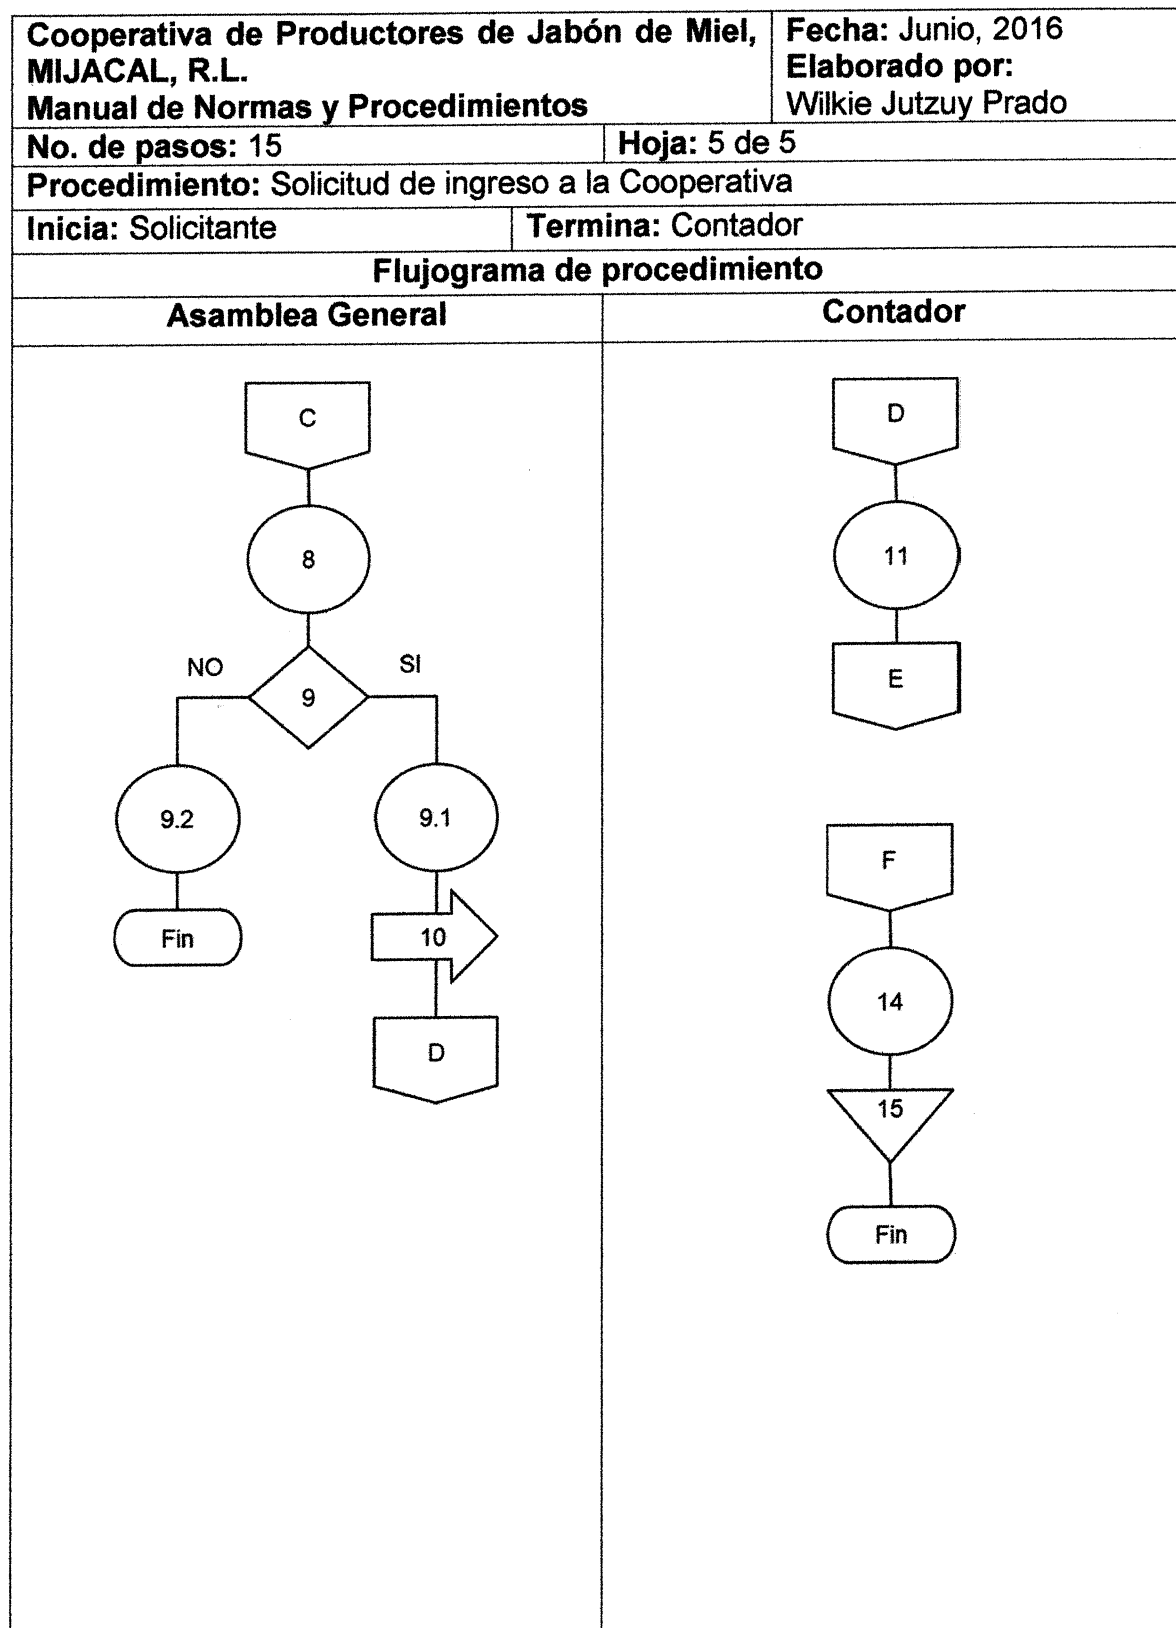 Cooperativa de Productores de Jabón de Miel,
MIJACAL, R.L.
Manual de Normas y Procedimientos
Fecha: Junio, 2016
Elaborado por:
Wilkie Jutzuy Prado
No. de pasos: 15
Hoja: 5 de 5
Procedimiento: Solicitud de ingreso a la Cooperativa
Inicia: Solicitante
Termina: Contador
Flujograma de procedimiento
Asamblea General
C
8
NO
SI
9
9.2
9.1
Fin
10
D
Contador
D
11
E
F
14
15
Fin